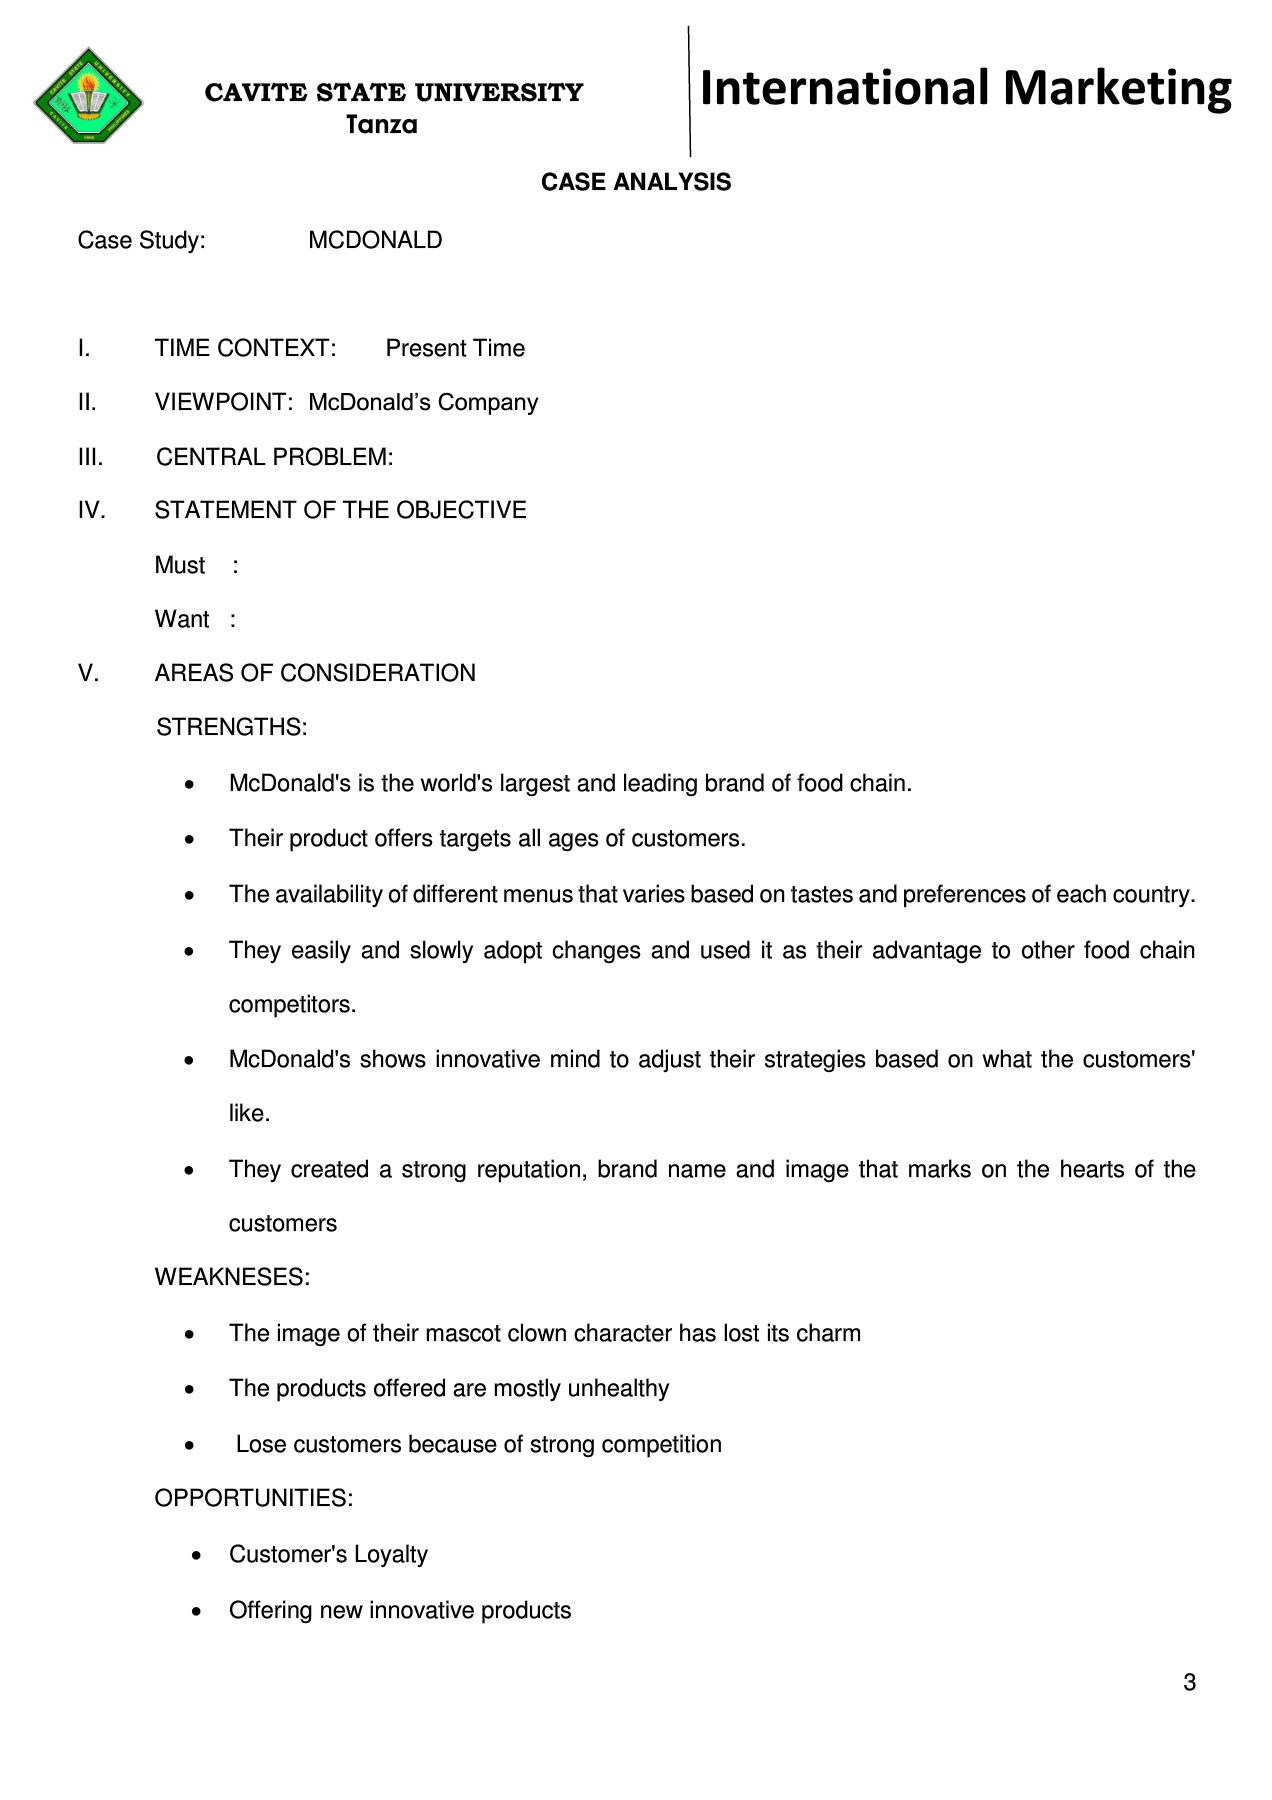 CAVITE STATE UNIVERSITY
Tanza
International Marketing
CASE ANALYSIS
Case Study: MCDONALD
I. TIME CONTEXT: Present Time
II. VIEWPOINT: McDonald’s Company
III. CENTRAL PROBLEM:
IV. STATEMENT OF THE OBJECTIVE
Must :
Want :
V. AREAS OF CONSIDERATION
STRENGTHS:
• McDonald's is the world's largest and leading brand of food chain.
• Their product offers targets all ages of customers.
• The availability of different menus that varies based on tastes and preferences of each country.
• They easily and slowly adopt changes and used it as their advantage to other food chain
competitors.
• McDonald's shows innovative mind to adjust their strategies based on what the customers'
like.
• They created a strong reputation, brand name and image that marks on the hearts of the
customers
WEAKNESES:
• The image of their mascot clown character has lost its charm
• The products offered are mostly unhealthy
• Lose customers because of strong competition
OPPORTUNITIES:
• Customer's Loyalty
• Offering new innovative products
3